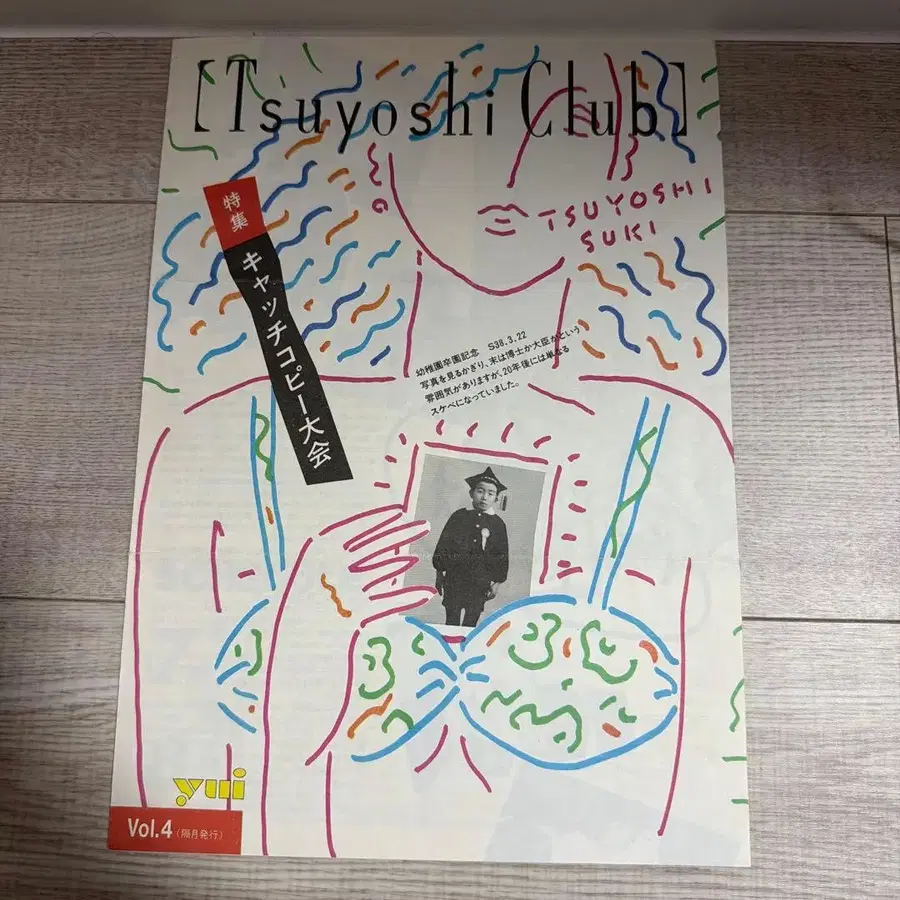 [Tsuyoshi Club]
TSUYOSHI
SUKI
特集
キャッチコピー大会
幼稚園卒園記念 S38.3.22
写真を見るかぎり、末は博士か大臣かという
雰囲気がありますが、20年後には単なる
スケベになっていました。
yui
Vol.4(隔月発行)